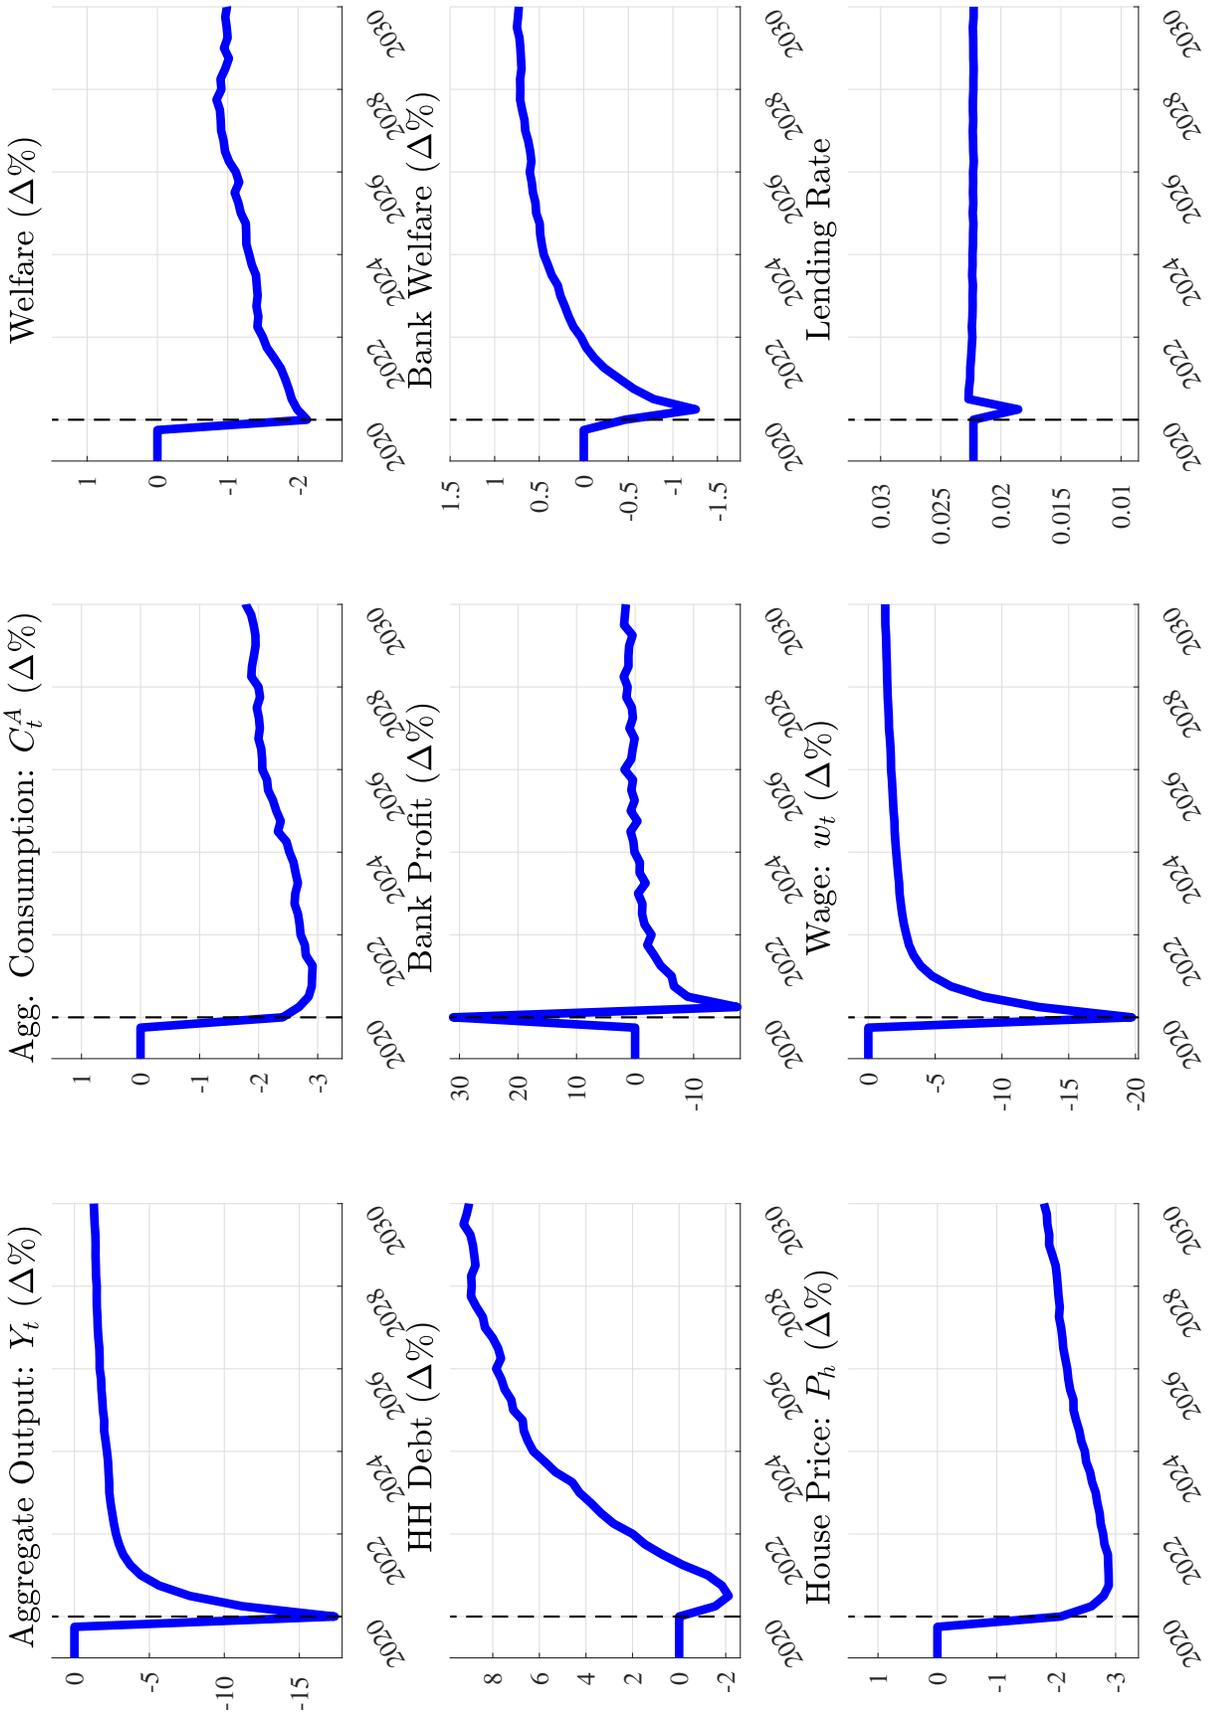 Aggregate Output: Y_t (Δ%)
0
-5
-10
-15
2020 2022 2024 2026 2028 2030
Agg. Consumption: C_t^A (Δ%)
1
0
-1
-2
-3
2020 2022 2024 2026 2028 2030
Welfare (Δ%)
1
0
-1
-2
2020 2022 2024 2026 2028 2030
HH Debt (Δ%)
8
6
4
2
0
-2
2020 2022 2024 2026 2028 2030
Bank Profit (Δ%)
30
20
10
0
-10
2020 2022 2024 2026 2028 2030
Bank Welfare (Δ%)
1.5
1
0.5
0
-0.5
-1
-1.5
2020 2022 2024 2026 2028 2030
House Price: P_h (Δ%)
1
0
-1
-2
-3
2020 2022 2024 2026 2028 2030
Wage: w_t (Δ%)
0
-5
-10
-15
-20
2020 2022 2024 2026 2028 2030
Lending Rate
0.03
0.025
0.02
0.015
0.01
2020 2022 2024 2026 2028 2030